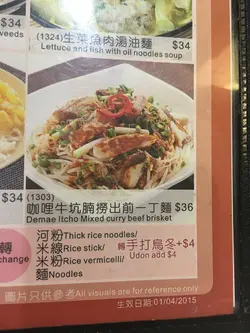 eeds
(1324)生菜魚肉湯油麵
$34
$34
Lettuce and fish with oil noodles soup
$34
(1303)
咖哩牛坑腩撈出前一丁麵 $36
Demae Itcho Mixed curry beef brisket
轉
change
河粉Thick rice noodles/
米線Rice stick/
米粉Rice vermicelli/
麵Noodles
轉手打烏冬+$4
Udon add $4
圖片只供參考All visuals are for reference only
生效日期:01/04/2015